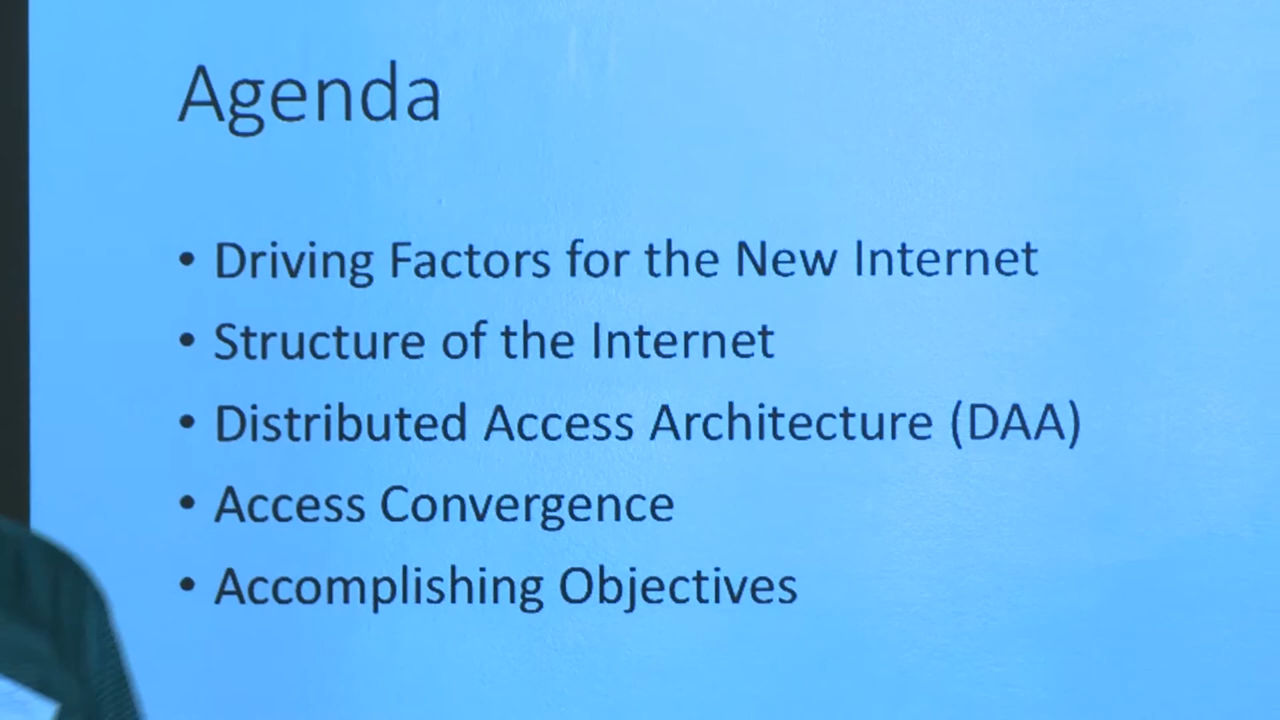 Agenda
• Driving Factors for the New Internet
• Structure of the Internet
• Distributed Access Architecture (DAA)
• Access Convergence
• Accomplishing Objectives